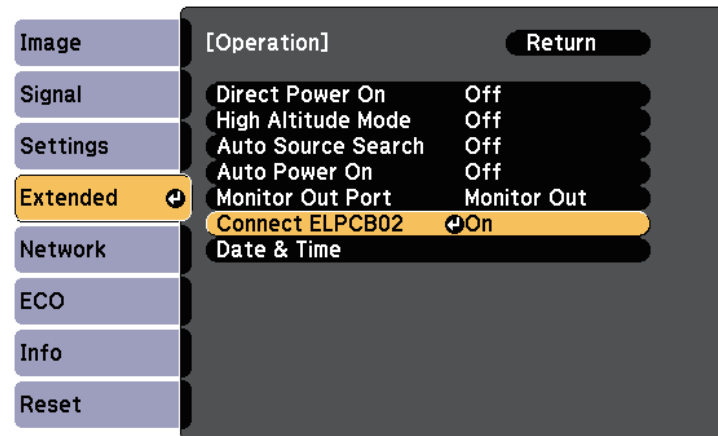 Image
Signal
Settings
Extended
Network
ECO
Info
Reset
[Operation] Return
Direct Power On Off
High Altitude Mode Off
Auto Source Search Off
Auto Power On Off
Monitor Out Port Monitor Out
Connect ELPCB02 On
Date & Time